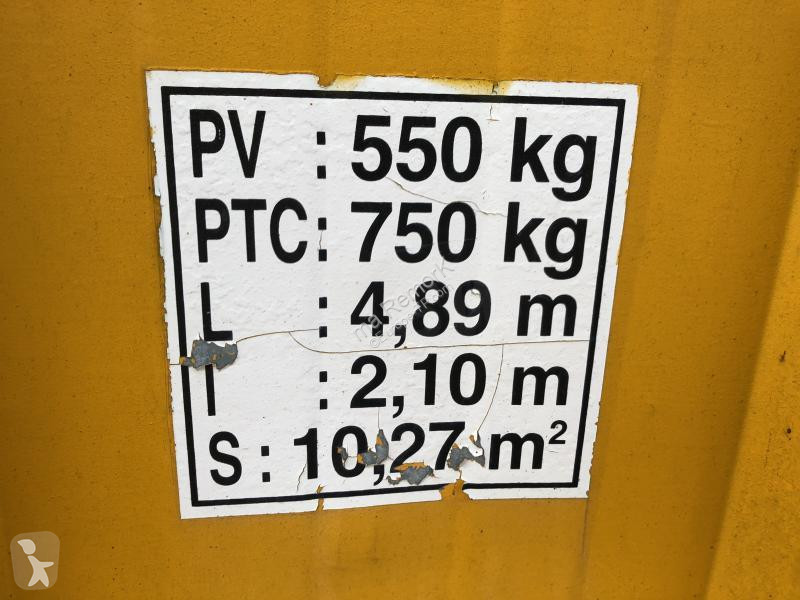 PV : 550 kg
PTC: 750 kg
L : 4,89 m
l : 2,10 m
S : 10,27 m²